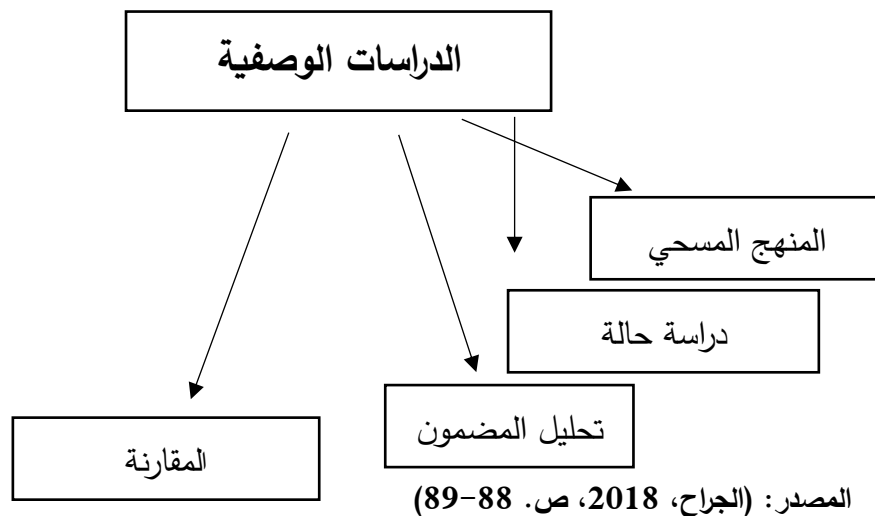 الدراسات الوصفية
المنهج المسحي
دراسة حالة
تحليل المضمون
المقارنة
المصدر: (الجراح، 2018، ص. 88-89)